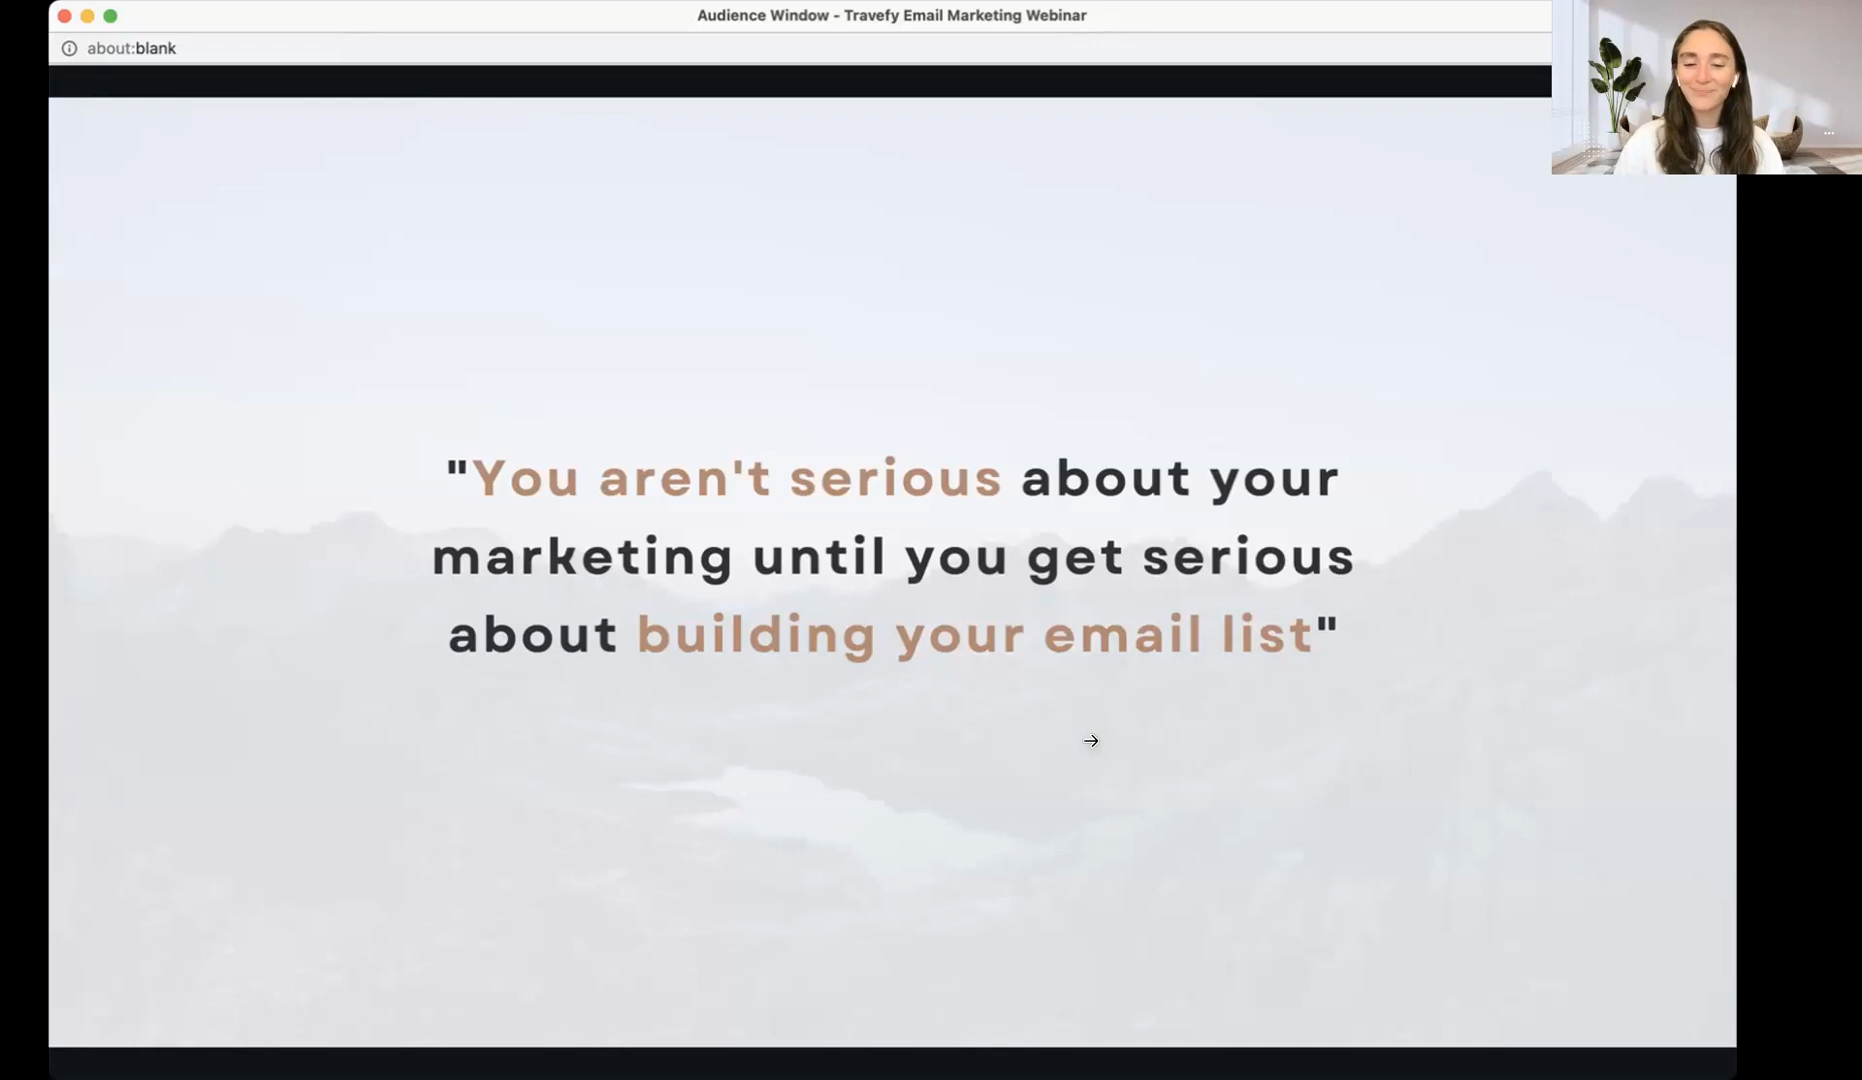 Audience Window - Travefy Email Marketing Webinar
about:blank
"You aren't serious about your
marketing until you get serious
about building your email list"